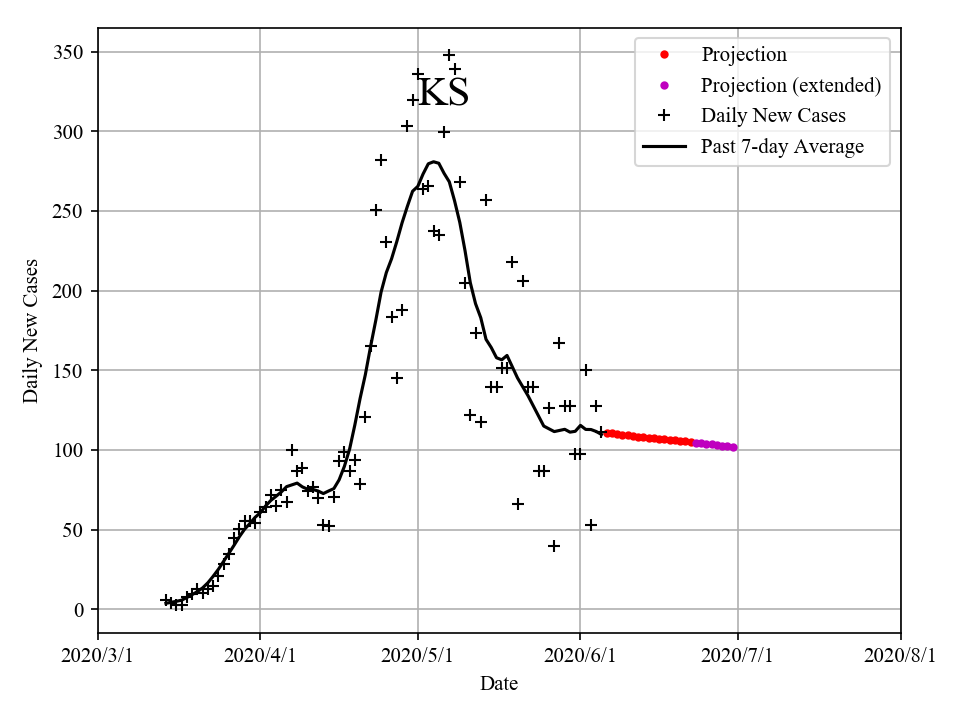 350
300
250
200
150
100
50
0
Daily New Cases
KS
Projection
Projection (extended)
Daily New Cases
Past 7-day Average
2020/3/1 2020/4/1 2020/5/1 2020/6/1 2020/7/1 2020/8/1
Date